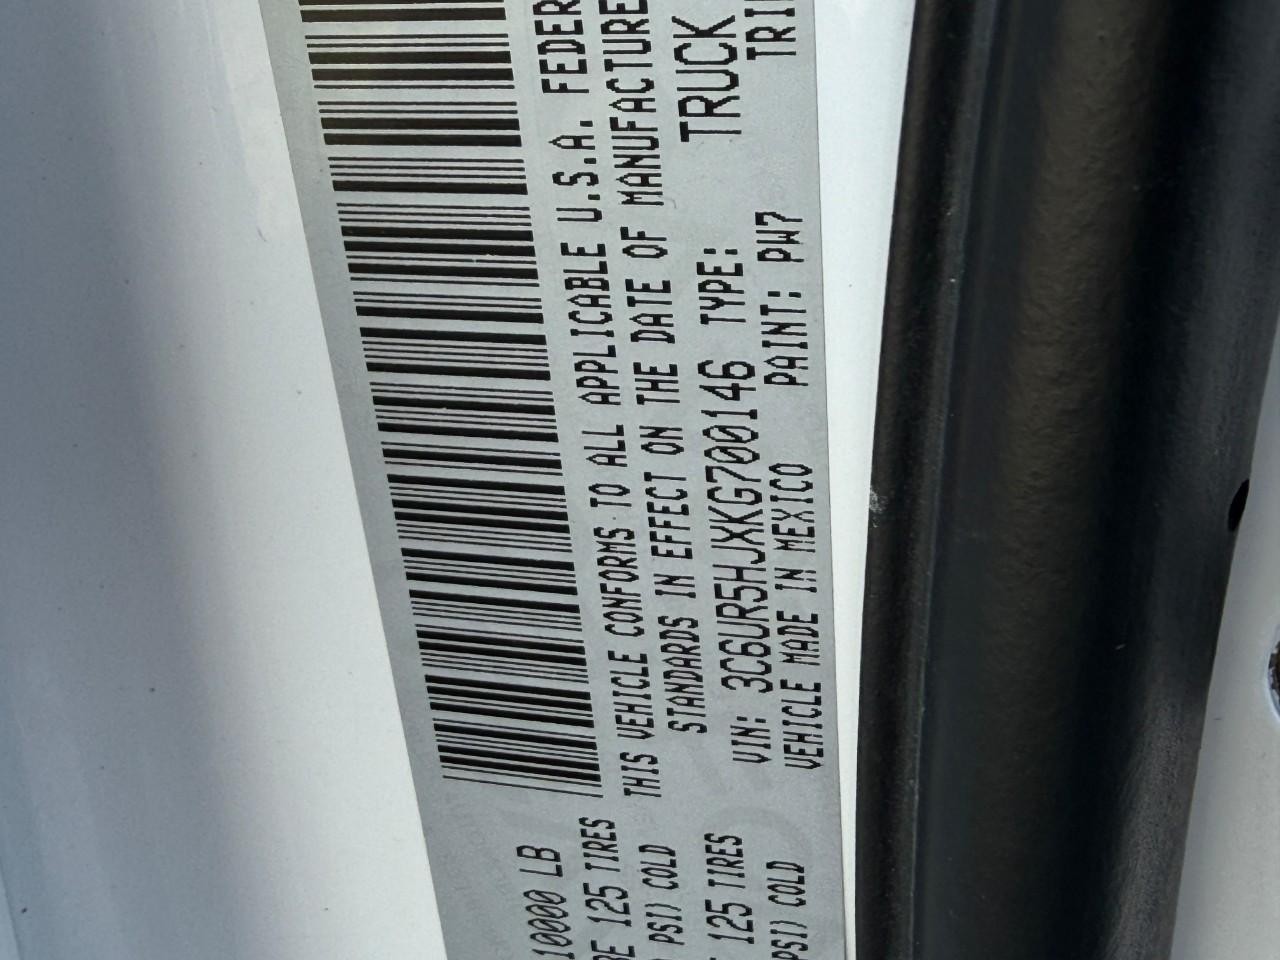 THIS VEHICLE CONFORMS TO ALL APPLICABLE U.S.A. FEDER
STANDARDS IN EFFECT ON THE DATE OF MANUFACTURE
VIN: 3C6UR5HJXKG700146 TYPE: TRUCK
VEHICLE MADE IN MEXICO PAINT: PW7 TRI
10000 LB
125 TIRES
PSI) COLD
125 TIRES
PSI) COLD